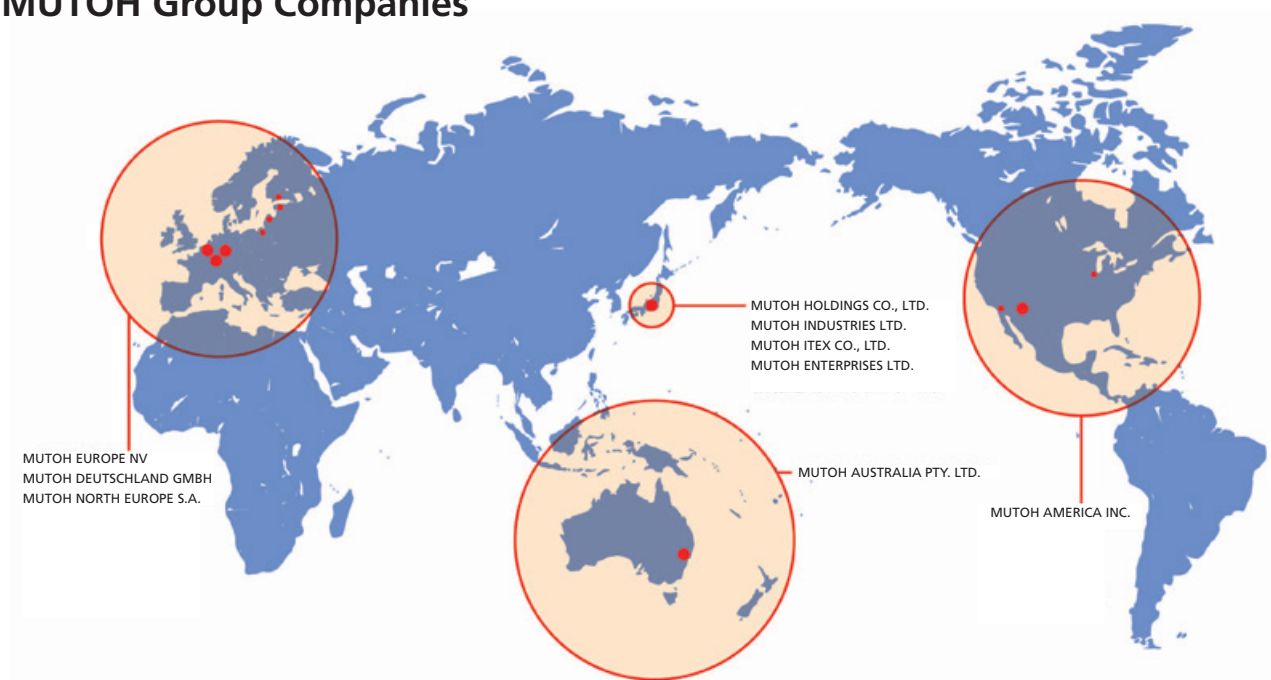 MUTOH Group Companies
MUTOH HOLDINGS CO., LTD.
MUTOH INDUSTRIES LTD.
MUTOH ITEX CO., LTD.
MUTOH ENTERPRISES LTD.
MUTOH EUROPE NV
MUTOH DEUTSCHLAND GMBH
MUTOH NORTH EUROPE S.A.
MUTOH AUSTRALIA PTY. LTD.
MUTOH AMERICA INC.